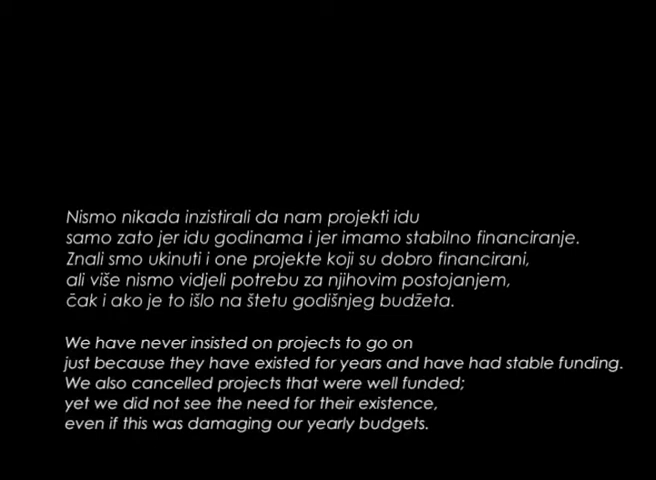 Nismo nikada inzistirali da nam projekti idu
samo zato jer idu godinama i jer imamo stabilno financiranje.
Znali smo ukinuti i one projekte koji su dobro financirani,
ali više nismo vidjeli potrebu za njihovim postojanjem,
čak i ako je to išlo na štetu godišnjeg budžeta.
We have never insisted on projects to go on
just because they have existed for years and have had stable funding.
We also cancelled projects that were well funded;
yet we did not see the need for their existence,
even if this was damaging our yearly budgets.